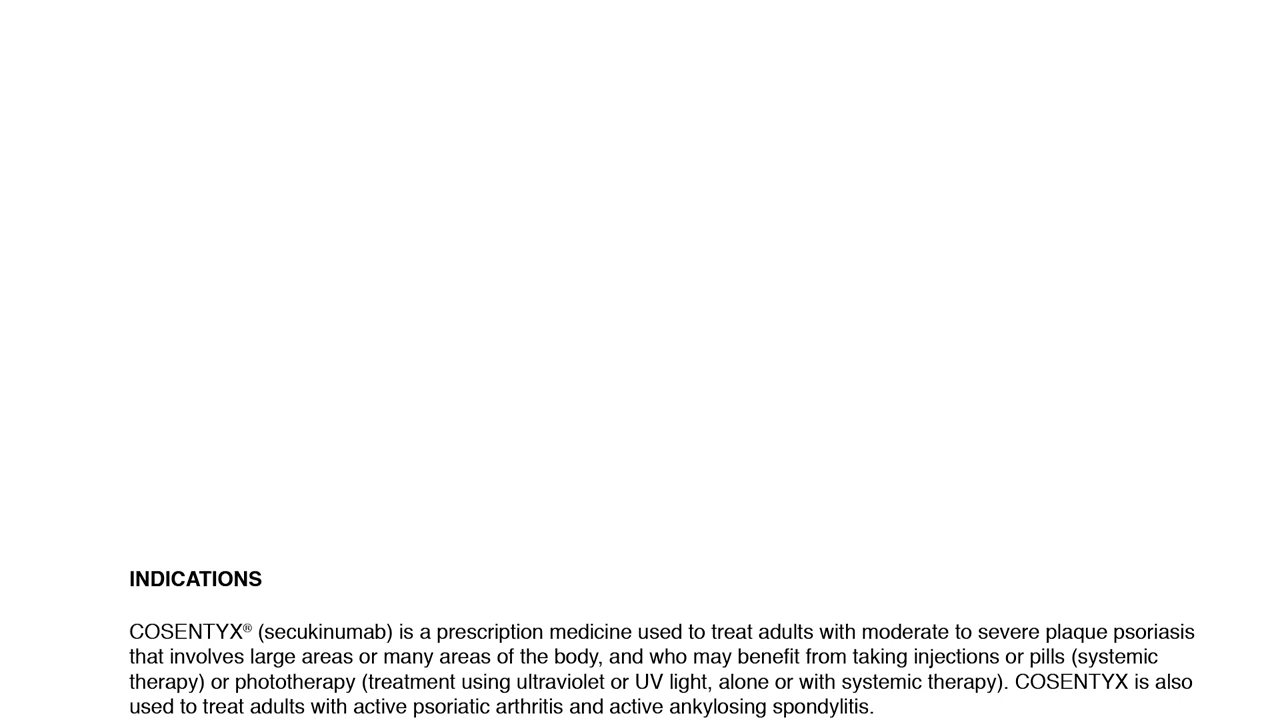 INDICATIONS
COSENTYX® (secukinumab) is a prescription medicine used to treat adults with moderate to severe plaque psoriasis
that involves large areas or many areas of the body, and who may benefit from taking injections or pills (systemic
therapy) or phototherapy (treatment using ultraviolet or UV light, alone or with systemic therapy). COSENTYX is also
used to treat adults with active psoriatic arthritis and active ankylosing spondylitis.